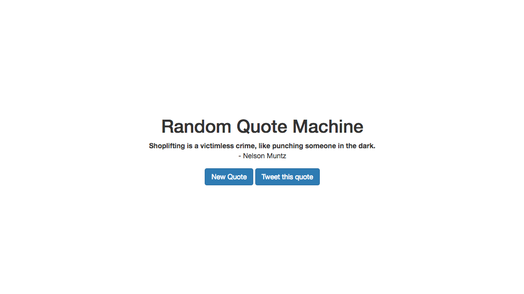 Random Quote Machine
Shoplifting is a victimless crime, like punching someone in the dark.
- Nelson Muntz
New Quote Tweet this quote